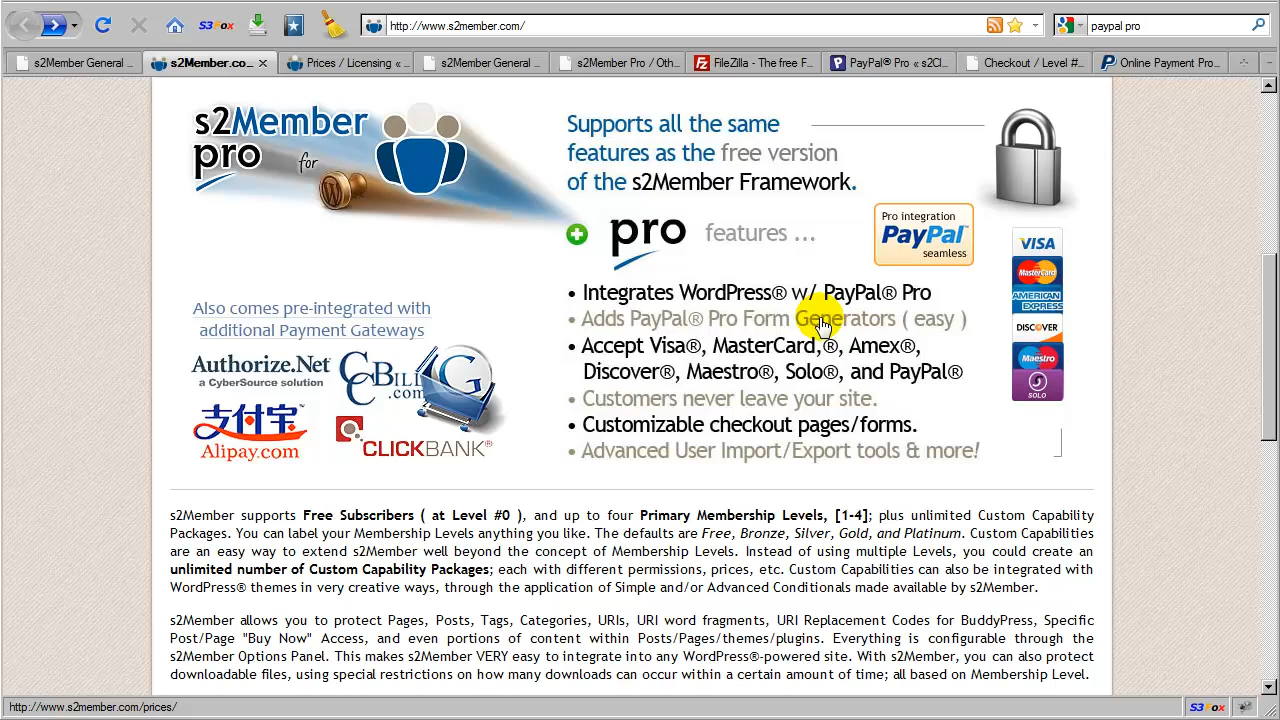 S3Fox
http://www.s2member.com/
paypal pro
s2Member General ...
s2Member.co...
Prices / Licensing «...
s2Member General ...
s2Member Pro / Oth...
FileZilla - The free F...
PayPal® Pro « s2Cl...
Checkout / Level #...
Online Payment Pro...
s2Member
pro for
Supports all the same
features as the free version
of the s2Member Framework.
pro features ...
Pro integration
PayPal
seamless
VISA
MasterCard
AMERICAN EXPRESS
DISCOVER
Maestro
SOLO
• Integrates WordPress® w/ PayPal® Pro
• Adds PayPal® Pro Form Generators ( easy )
• Accept Visa®, MasterCard,®, Amex®,
Discover®, Maestro®, Solo®, and PayPal®
• Customers never leave your site.
• Customizable checkout pages/forms.
• Advanced User Import/Export tools & more!
Also comes pre-integrated with
additional Payment Gateways
Authorize.Net
a CyberSource solution
CCBILL.com
支付宝
Alipay.com
CLICKBANK®
s2Member supports Free Subscribers ( at Level #0 ), and up to four Primary Membership Levels, [1-4]; plus unlimited Custom Capability
Packages. You can label your Membership Levels anything you like. The defaults are Free, Bronze, Silver, Gold, and Platinum. Custom Capabilities
are an easy way to extend s2Member well beyond the concept of Membership Levels. Instead of using multiple Levels, you could create an
unlimited number of Custom Capability Packages; each with different permissions, prices, etc. Custom Capabilities can also be integrated with
WordPress® themes in very creative ways, through the application of Simple and/or Advanced Conditionals made available by s2Member.
s2Member allows you to protect Pages, Posts, Tags, Categories, URIs, URI word fragments, URI Replacement Codes for BuddyPress, Specific
Post/Page "Buy Now" Access, and even portions of content within Posts/Pages/themes/plugins. Everything is configurable through the
s2Member Options Panel. This makes s2Member VERY easy to integrate into any WordPress®-powered site. With s2Member, you can also protect
downloadable files, using special restrictions on how many downloads can occur within a certain amount of time; all based on Membership Level.
http://www.s2member.com/prices/
S3Fox